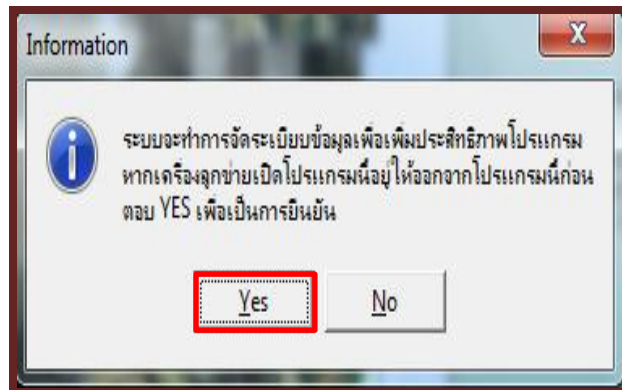 Information
X
ระบบจะทำการจัดระเบียบข้อมูลเพื่อเพิ่มประสิทธิภาพโปรแกรม
หากเครื่องลูกข่ายเปิดโปรแกรมนี้อยู่ให้ออกจากโปรแกรมนี้ก่อน
ตอบ YES เพื่อเป็นการยินยัน
Yes
No